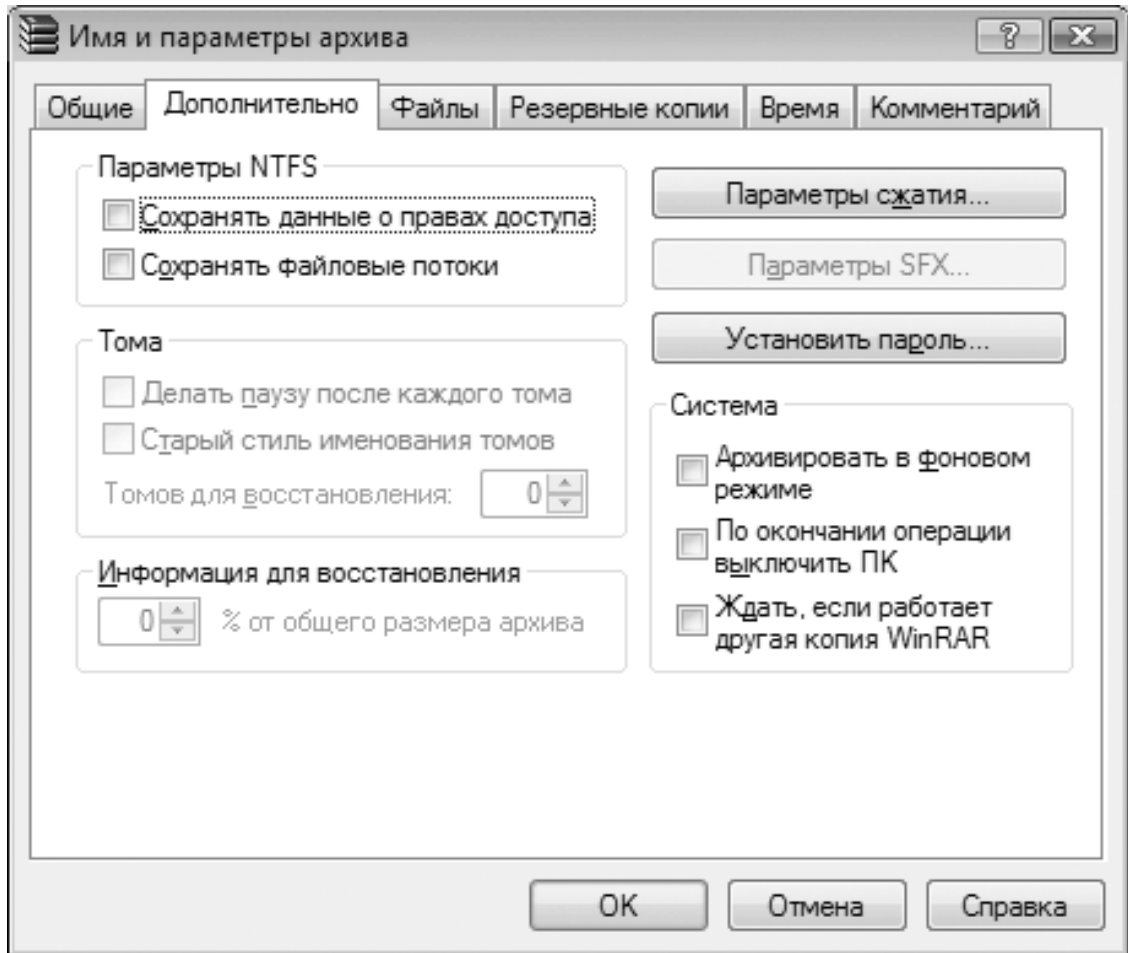 Имя и параметры архива
Общие
Дополнительно
Файлы
Резервные копии
Время
Комментарий
Параметры NTFS
Сохранять данные о правах доступа
Сохранять файловые потоки
Тома
Делать паузу после каждого тома
Старый стиль именования томов
Томов для восстановления:
0
Информация для восстановления
0
% от общего размера архива
Параметры сжатия...
Параметры SFX...
Установить пароль...
Система
Архивировать в фоновом
режиме
По окончании операции
выключить ПК
Ждать, если работает
другая копия WinRAR
OK
Отмена
Справка